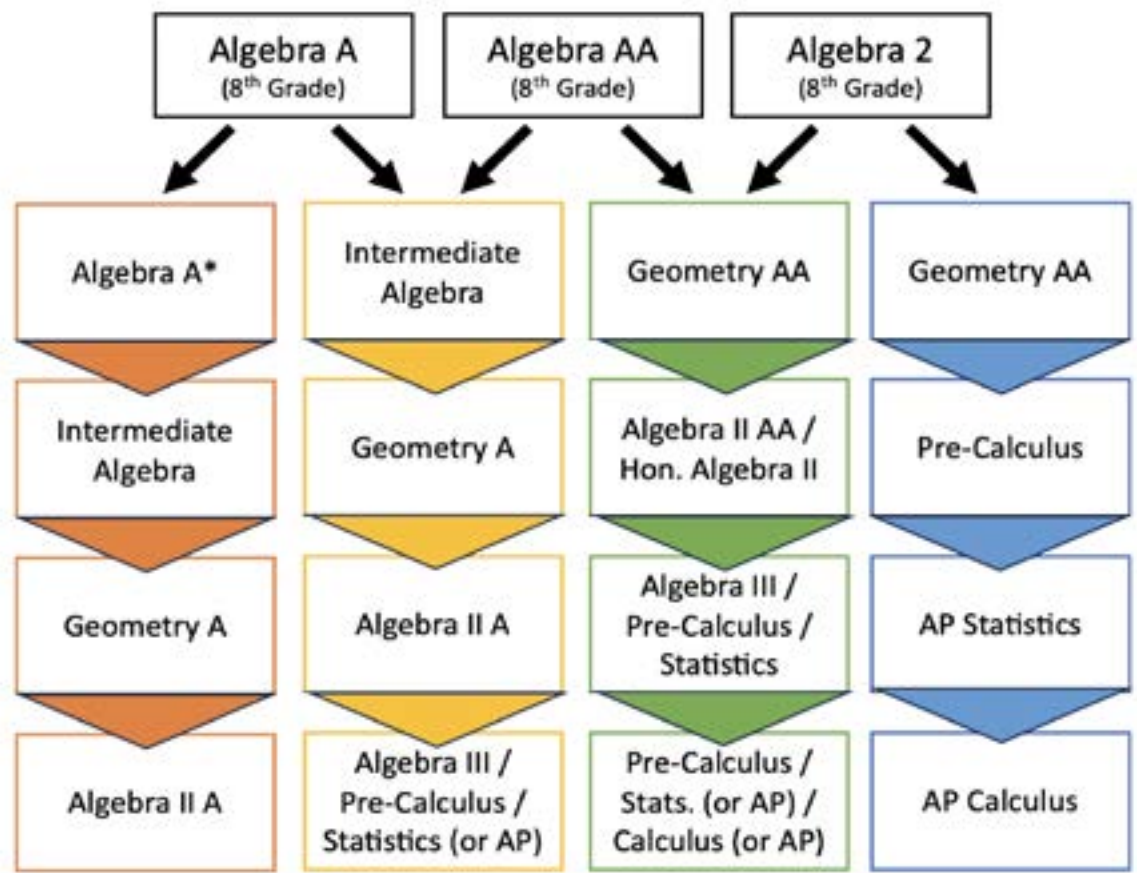 Algebra A
(8th Grade)
Algebra AA
(8th Grade)
Algebra 2
(8th Grade)
Algebra A*
Intermediate
Algebra
Geometry AA
Geometry AA
Intermediate
Algebra
Geometry A
Algebra II AA /
Hon. Algebra II
Pre-Calculus
Geometry A
Algebra II A
Algebra III /
Pre-Calculus /
Statistics
AP Statistics
Algebra II A
Algebra III /
Pre-Calculus /
Statistics (or AP)
Pre-Calculus /
Stats. (or AP) /
Calculus (or AP)
AP Calculus